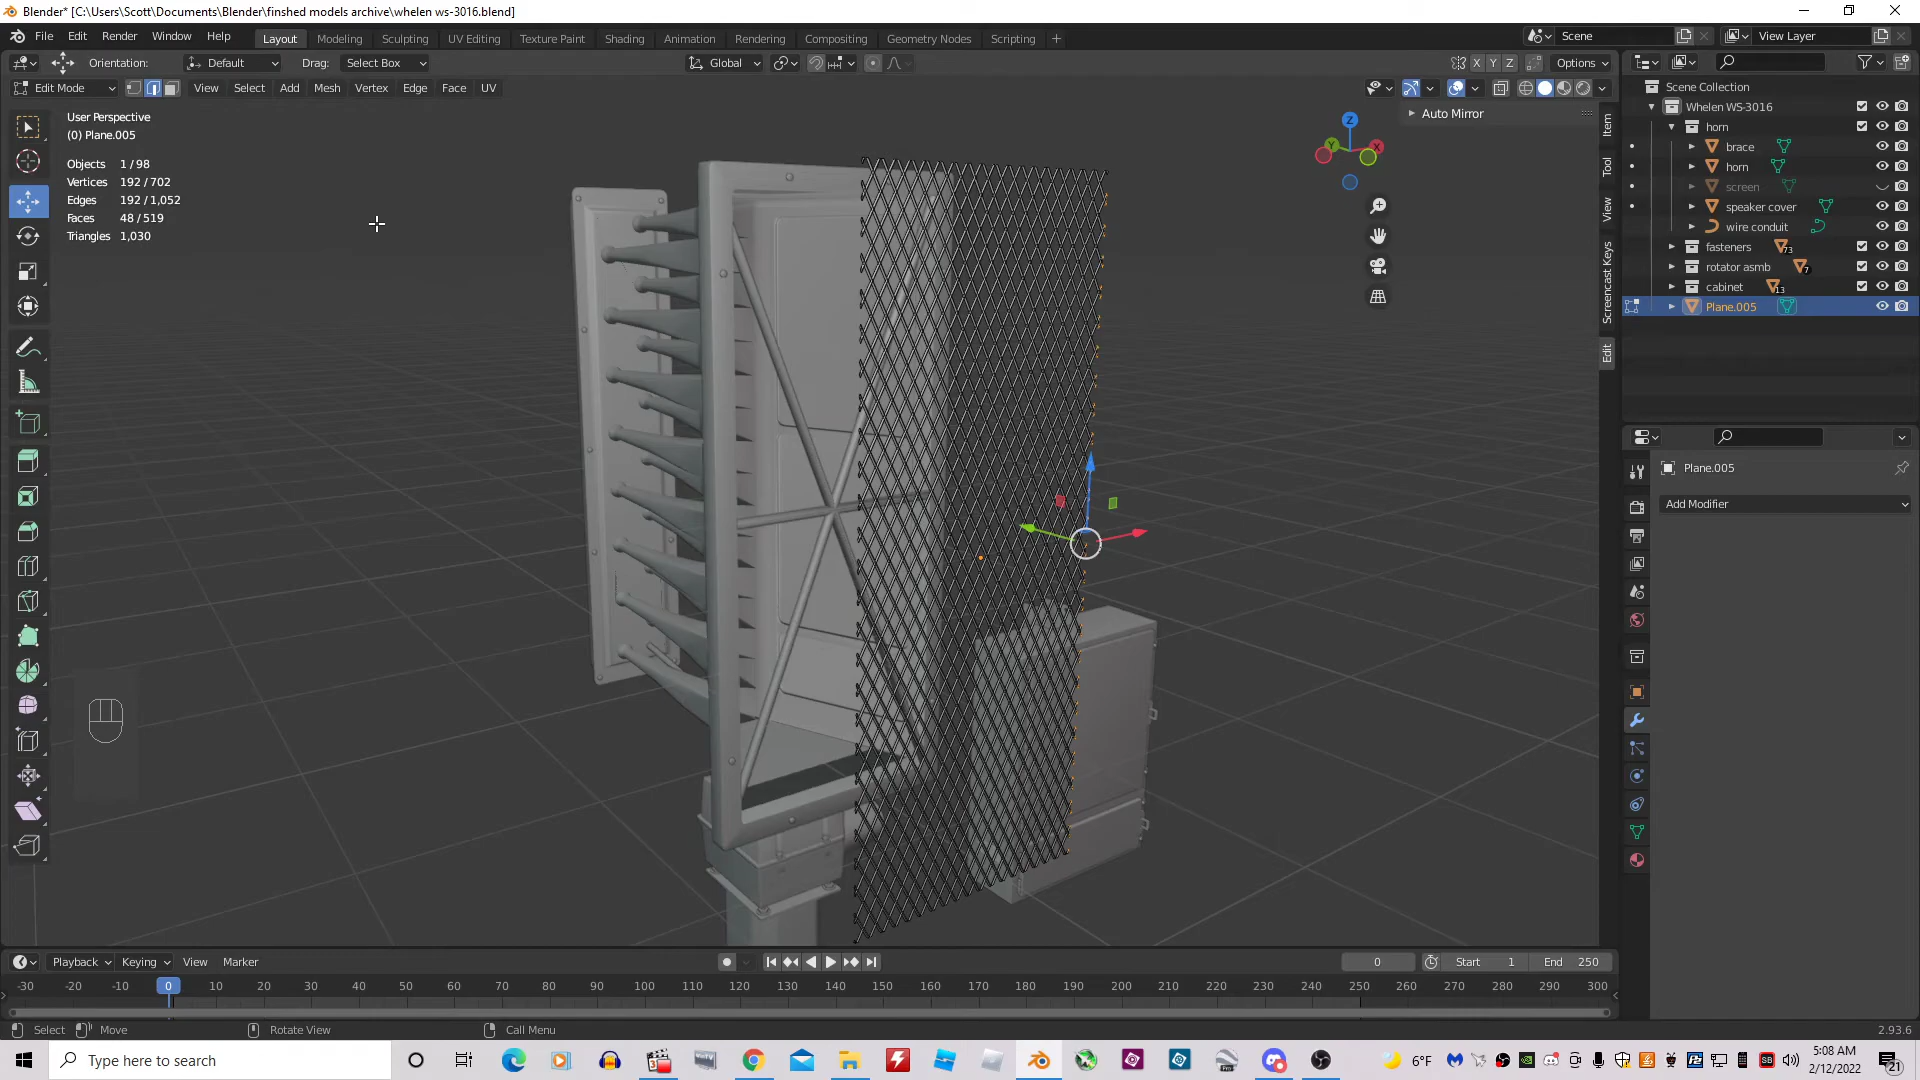 Blender* [C:\Users\Scott\Documents\Blender\finshed models archive\whelen ws-3016.blend]
File Edit Render Window Help Layout Modeling Sculpting UV Editing Texture Paint Shading Animation Rendering Compositing Geometry Nodes Scripting + Scene View Layer
Orientation: Default Drag: Select Box Global X Y Z Options
Edit Mode View Select Add Mesh Vertex Edge Face UV
Scene Collection
Whelen WS-3016
horn
brace
horn
screen
speaker cover
wire conduit
fasteners 73
rotator asmb 7
cabinet 13
Plane.005
User Perspective
(0) Plane.005
Objects 1 / 98
Vertices 192 / 702
Edges 192 / 1,052
Faces 48 / 519
Triangles 1,030
Auto Mirror
Z
Y
X
Item
Tool
View
Screencast Keys
Edit
Plane.005
Add Modifier
Playback Keying View Marker 0 Start 1 End 250
-30 -20 -10 0 10 20 30 40 50 60 70 80 90 100 110 120 130 140 150 160 170 180 190 200 210 220 230 240 250 260 270 280 290 300
Select Move Rotate View Call Menu 2.93.6
Type here to search
6°F
5:08 AM
2/12/2022
21